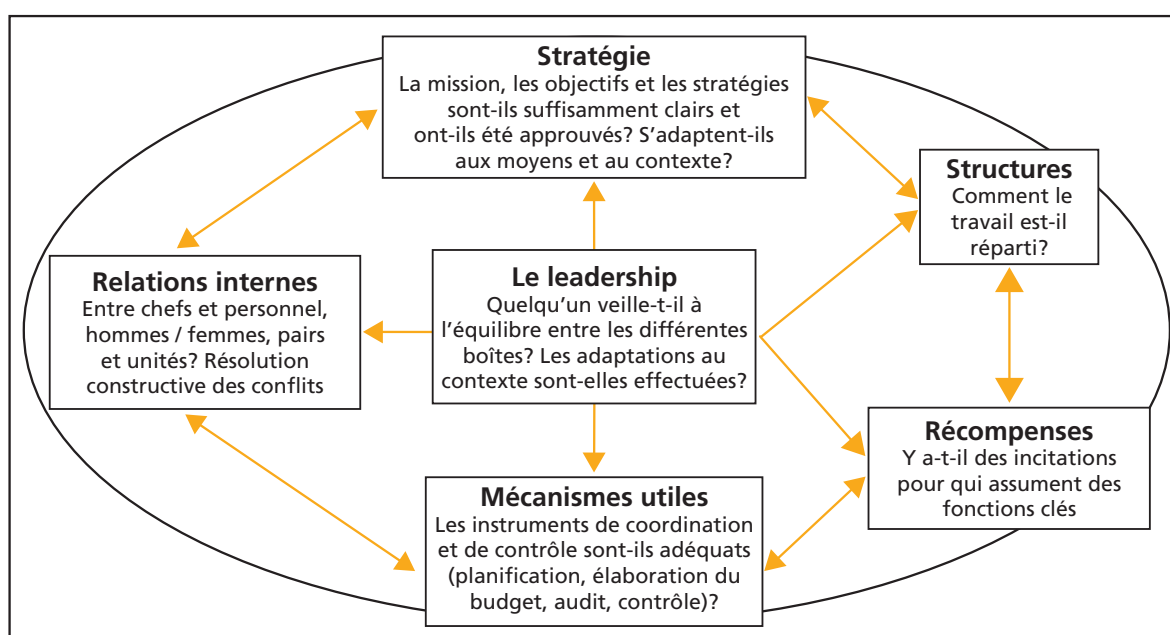 Stratégie
La mission, les objectifs et les stratégies
sont-ils suffisamment clairs et
ont-ils été approuvés? S'adaptent-ils
aux moyens et au contexte?
Structures
Comment le
travail est-il
réparti?
Relations internes
Entre chefs et personnel,
hommes / femmes, pairs
et unités? Résolution
constructive des conflits
Le leadership
Quelqu'un veille-t-il à
l'équilibre entre les différentes
boîtes? Les adaptations au
contexte sont-elles effectuées?
Récompenses
Y a-t-il des incitations
pour qui assument des
fonctions clés
Mécanismes utiles
Les instruments de coordination
et de contrôle sont-ils adéquats
(planification, élaboration du
budget, audit, contrôle)?